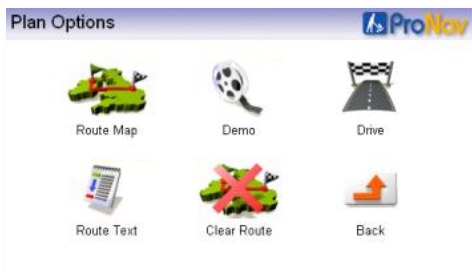 Plan Options
ProNav
Route Map
Demo
Drive
Route Text
Clear Route
Back